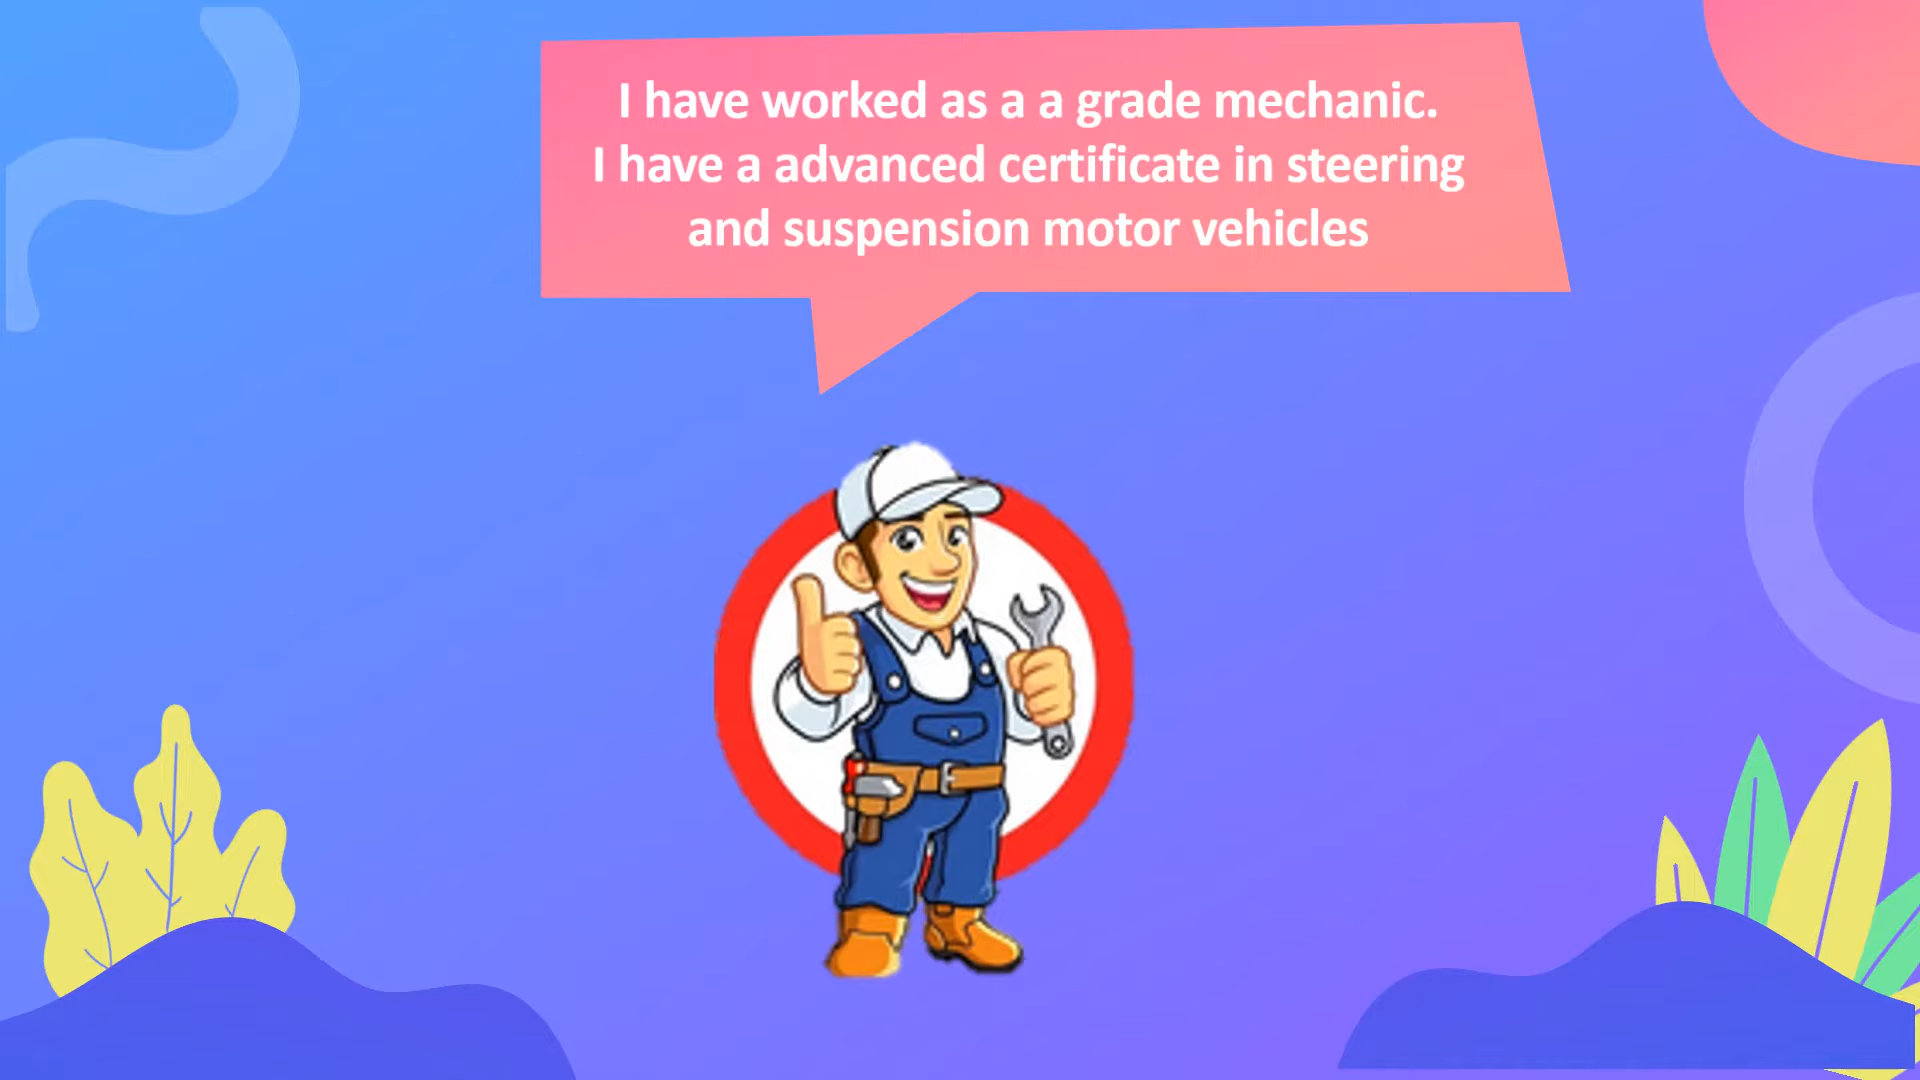 I have worked as a a grade mechanic.
I have a advanced certificate in steering
and suspension motor vehicles